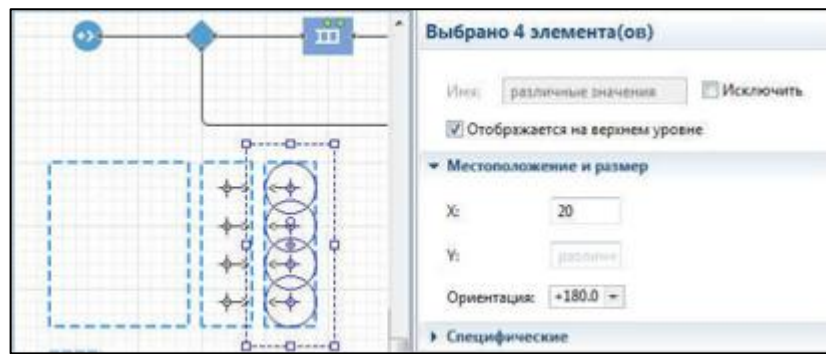 Выбрано 4 элемента(ов)
Имя: различные значения Исключить
Отображается на верхнем уровне
Местоположение и размер
X: 20
Y:
Ориентация: +180.0
Специфические